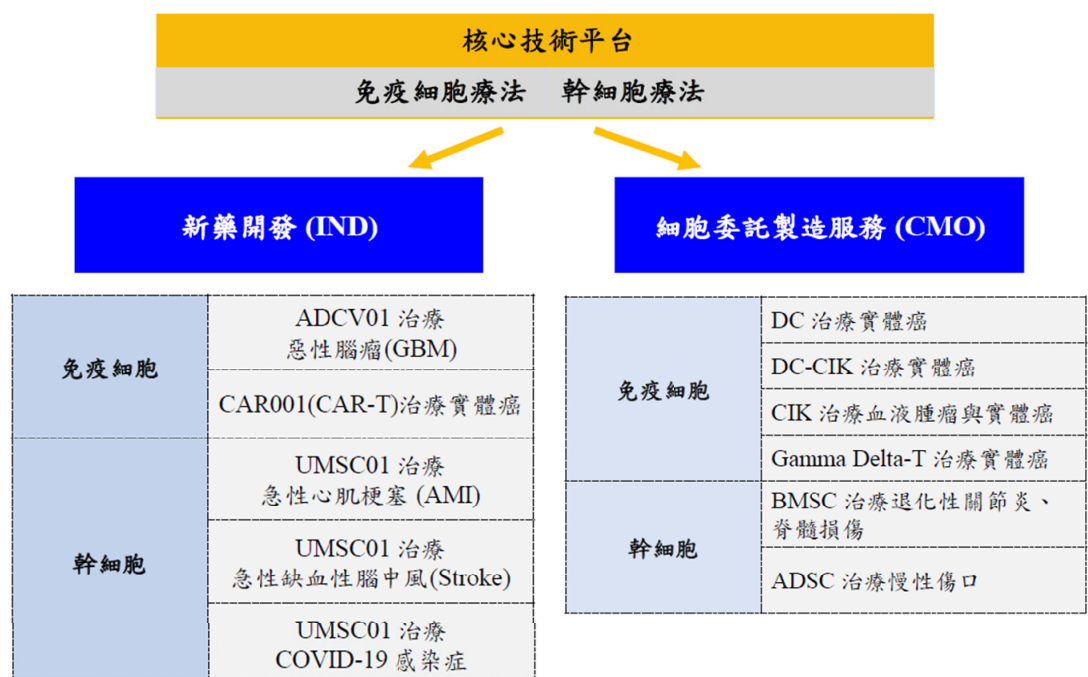 核心技術平台
免疫細胞療法 幹細胞療法
新藥開發 (IND)
免疫細胞
ADCV01 治療
惡性腦瘤(GBM)
CAR001(CAR-T)治療實體癌
幹細胞
UMSC01 治療
急性心肌梗塞 (AMI)
UMSC01 治療
急性缺血性腦中風(Stroke)
UMSC01 治療
COVID-19 感染症
細胞委託製造服務 (CMO)
免疫細胞
DC 治療實體癌
DC-CIK 治療實體癌
CIK 治療血液腫瘤與實體癌
Gamma Delta-T 治療實體癌
幹細胞
BMSC 治療退化性關節炎、
脊髓損傷
ADSC 治療慢性傷口